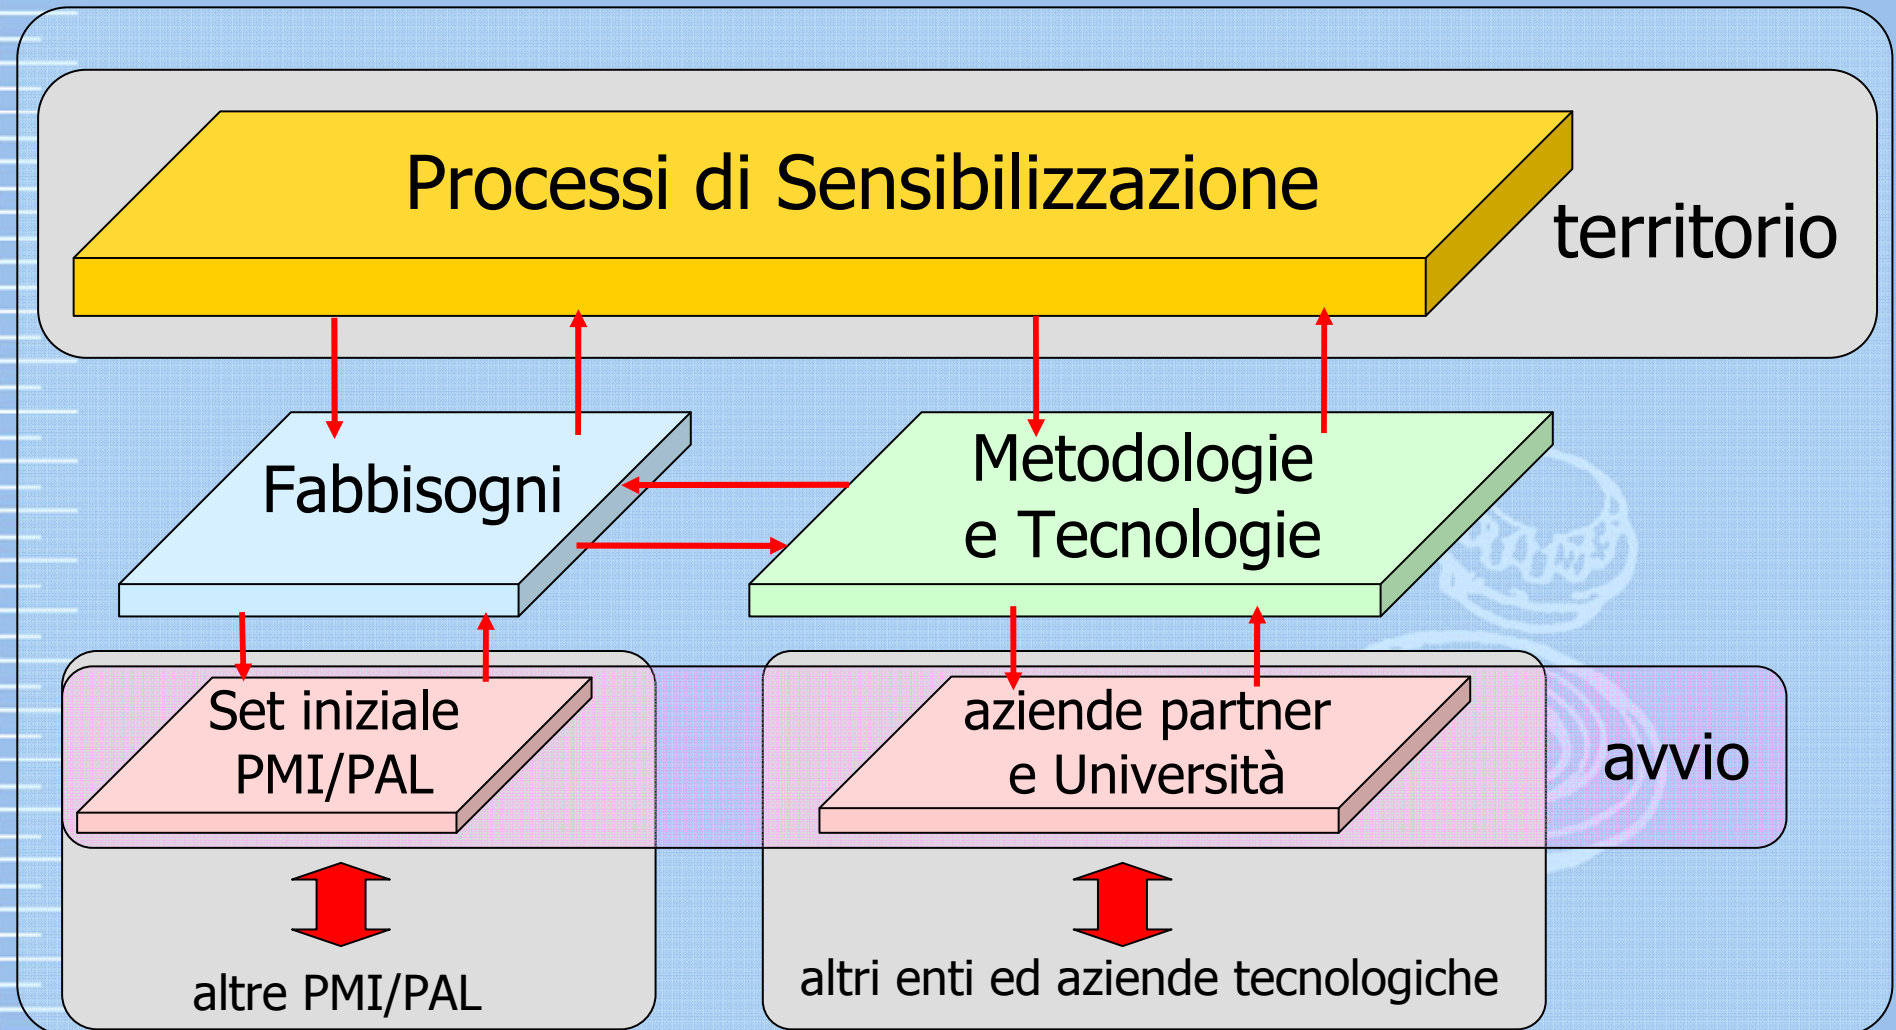 Processi di Sensibilizzazione
territorio
Fabbisogni
Metodologie
e Tecnologie
Set iniziale
PMI/PAL
aziende partner
e Università
avvio
altre PMI/PAL
altri enti ed aziende tecnologiche